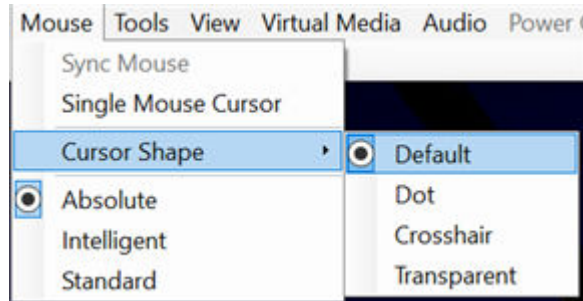 Mouse Tools View Virtual Media Audio Power
Sync Mouse
Single Mouse Cursor
Cursor Shape
Absolute
Intelligent
Standard
Default
Dot
Crosshair
Transparent